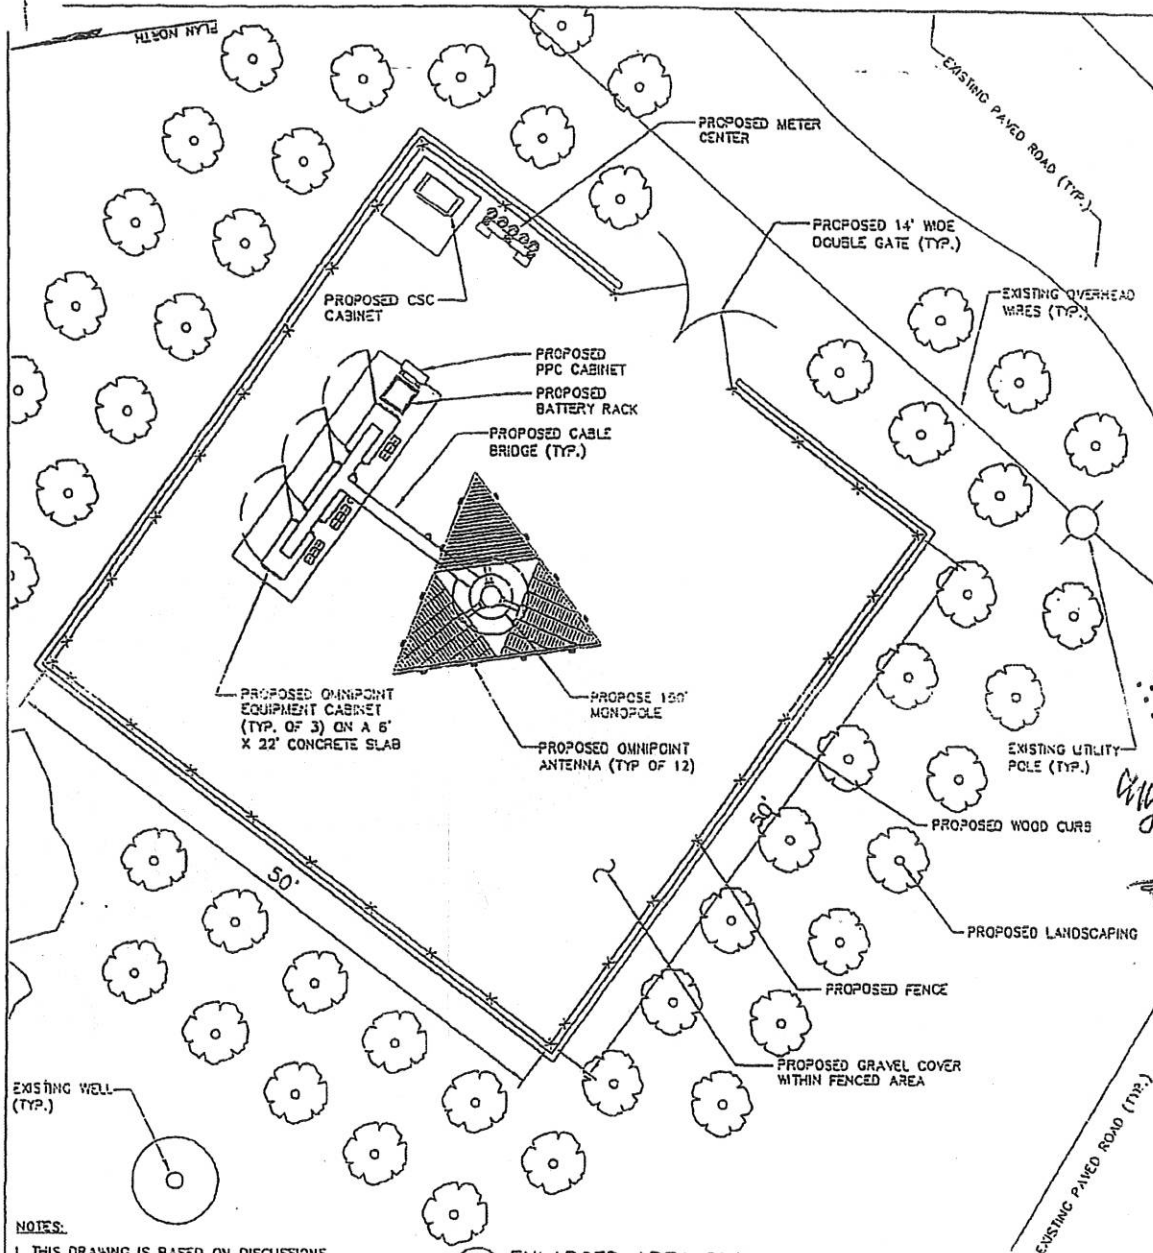 PLAN NORTH
EXISTING PAVED ROAD (TYP.)
PROPOSED METER
CENTER
PROPOSED 14' WIDE
DOUBLE GATE (TYP.)
EXISTING OVERHEAD
WIRES (TYP.)
PROPOSED CSC
CABINET
PROPOSED
PPC CABINET
PROPOSED
BATTERY RACK
PROPOSED CABLE
BRIDGE (TYP.)
PROPOSED OMNIPOINT
EQUIPMENT CABINET
(TYP. OF 3) ON A 6'
X 22' CONCRETE SLAB
PROPOSE
MONOPOLE
PROPOSED OMNIPOINT
ANTENNA (TYP OF 12)
EXISTING UTILITY
POLE (TYP.)
50'
PROPOSED WOOD CURB
50'
PROPOSED LANDSCAPING
PROPOSED FENCE
PROPOSED GRAVEL COVER
WITHIN FENCED AREA
EXISTING WELL
(TYP.)
EXISTING PAVED ROAD (TYP.)
NOTES:
1. THIS DRAWING IS BASED ON DISCUSSIONS
ENLARGED AREA